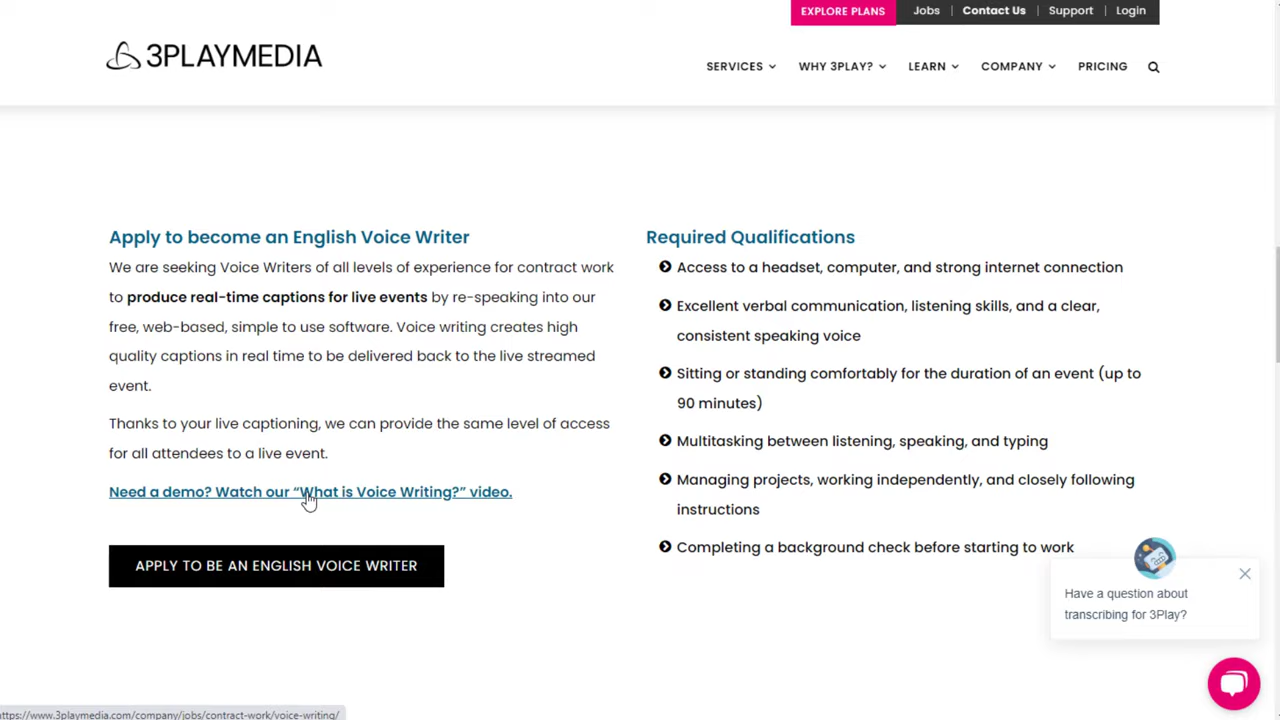 EXPLORE PLANS
Jobs | Contact Us | Support | Login
3PLAYMEDIA
SERVICES
WHY 3PLAY?
LEARN
COMPANY
PRICING
Apply to become an English Voice Writer
We are seeking Voice Writers of all levels of experience for contract work
to produce real-time captions for live events by re-speaking into our
free, web-based, simple to use software. Voice writing creates high
quality captions in real time to be delivered back to the live streamed
event.
Thanks to your live captioning, we can provide the same level of access
for all attendees to a live event.
Need a demo? Watch our “What is Voice Writing?” video.
APPLY TO BE AN ENGLISH VOICE WRITER
Required Qualifications
Access to a headset, computer, and strong internet connection
Excellent verbal communication, listening skills, and a clear,
consistent speaking voice
Sitting or standing comfortably for the duration of an event (up to
90 minutes)
Multitasking between listening, speaking, and typing
Managing projects, working independently, and closely following
instructions
Completing a background check before starting to work
Have a question about
transcribing for 3Play?
https://www.3playmedia.com/company/jobs/contract-work/voice-writing/